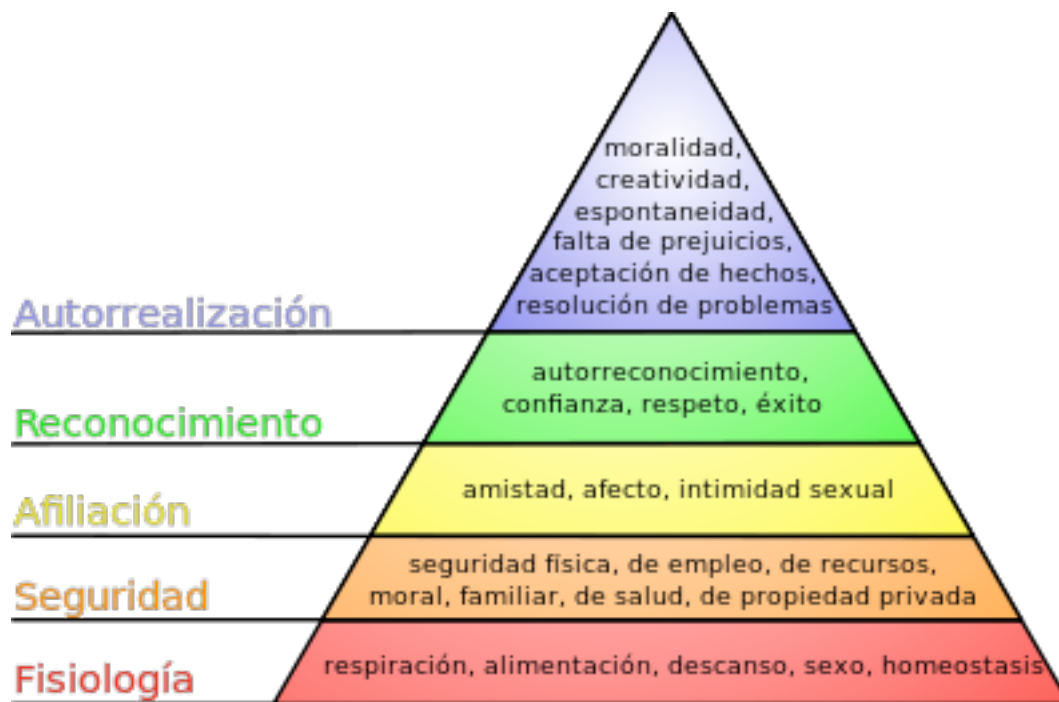 moralidad,
creatividad,
espontaneidad,
falta de prejuicios,
aceptación de hechos,
resolución de problemas
Autorrealización
autorreconocimiento,
confianza, respeto, éxito
Reconocimiento
amistad, afecto, intimidad sexual
Afiliación
seguridad física, de empleo, de recursos,
moral, familiar, de salud, de propiedad privada
Seguridad
respiración, alimentación, descanso, sexo, homeostasis
Fisiología